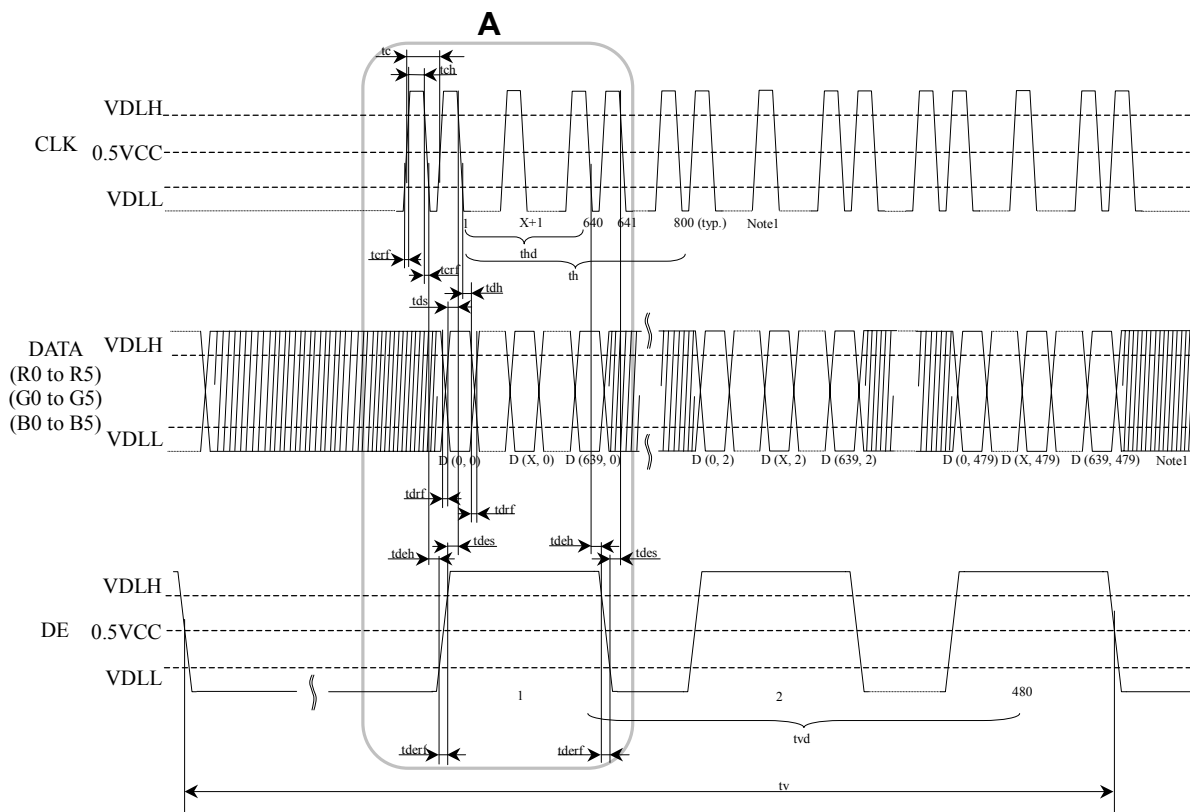 A
tc
tch
VDLH
CLK 0.5VCC
VDLL
1 X+1 640 641 800 (typ.) Note1
thd
th
tcrf
tcrf
tdh
tds
DATA VDLH
(R0 to R5)
(G0 to G5)
(B0 to B5)
VDLL
D (0, 0) D (X, 0) D (639, 0) D (0, 2) D (X, 2) D (639, 2) D (0, 479) D (X, 479) D (639, 479) Note1
tdrf
tdrf
tdeh tdes tdeh tdes
VDLH
DE 0.5VCC
VDLL
1 2 480
tvd
tderf tderf
tv